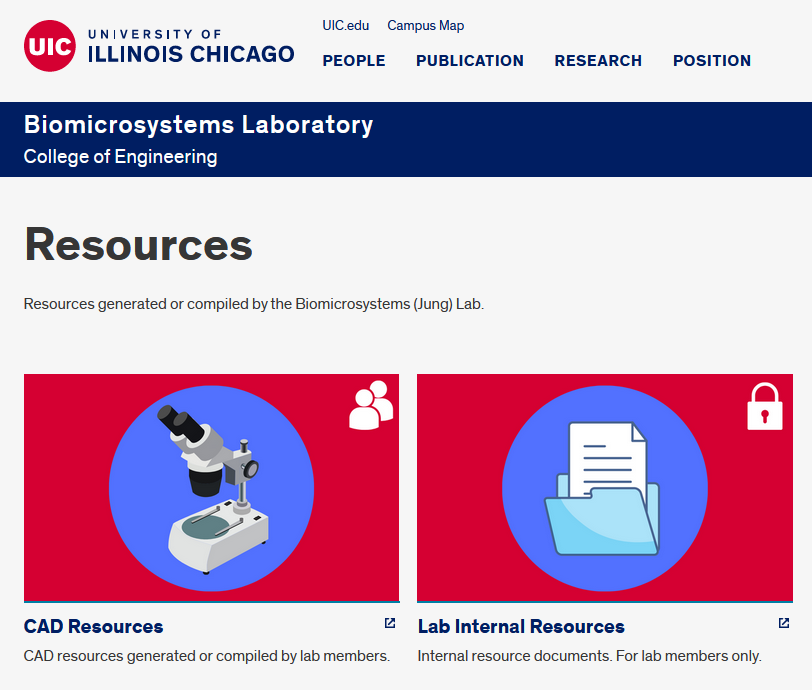 UIC
UNIVERSITY OF
ILLINOIS CHICAGO
UIC.edu Campus Map
PEOPLE PUBLICATION RESEARCH POSITION
Biomicrosystems Laboratory
College of Engineering
Resources
Resources generated or compiled by the Biomicrosystems (Jung) Lab.
CAD Resources
CAD resources generated or compiled by lab members.
Lab Internal Resources
Internal resource documents. For lab members only.